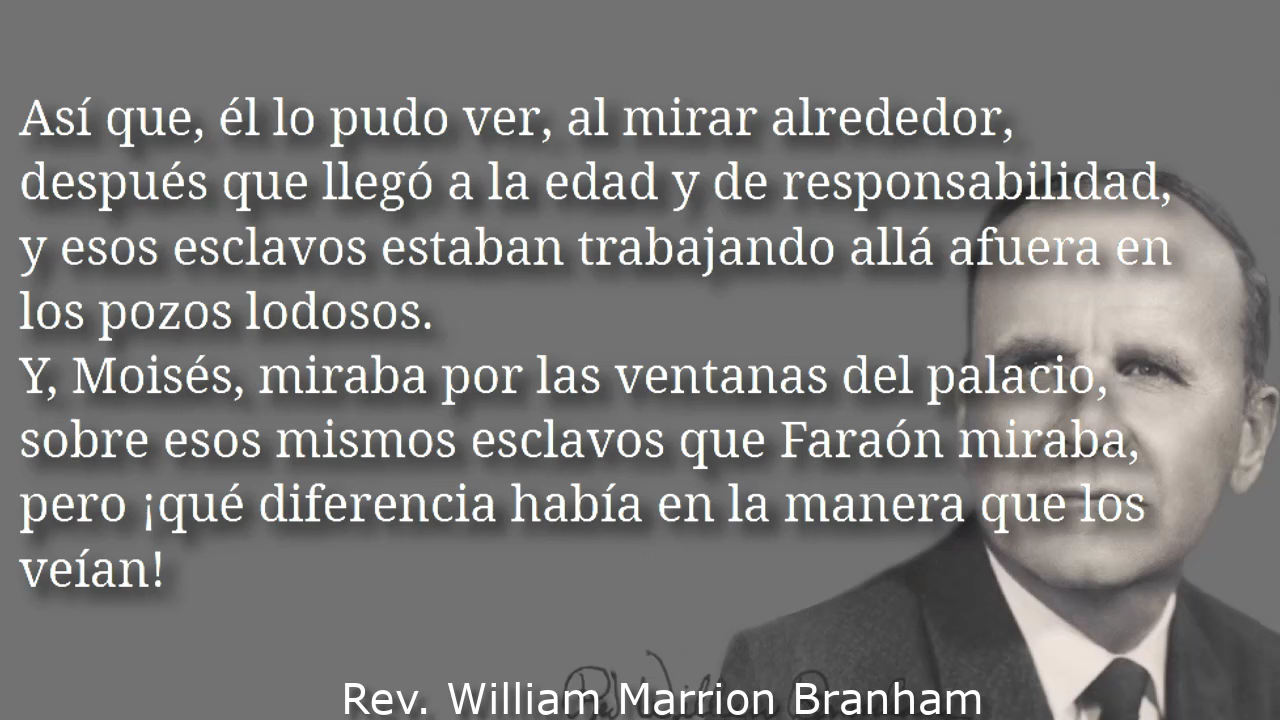 Así que, él lo pudo ver, al mirar alrededor,
después que llegó a la edad y de responsabilidad,
y esos esclavos estaban trabajando allá afuera en
los pozos lodosos.
Y, Moisés, miraba por las ventanas del palacio,
sobre esos mismos esclavos que Faraón miraba,
pero ¡qué diferencia había en la manera que los
veían!
Rev. William Marrion Branham